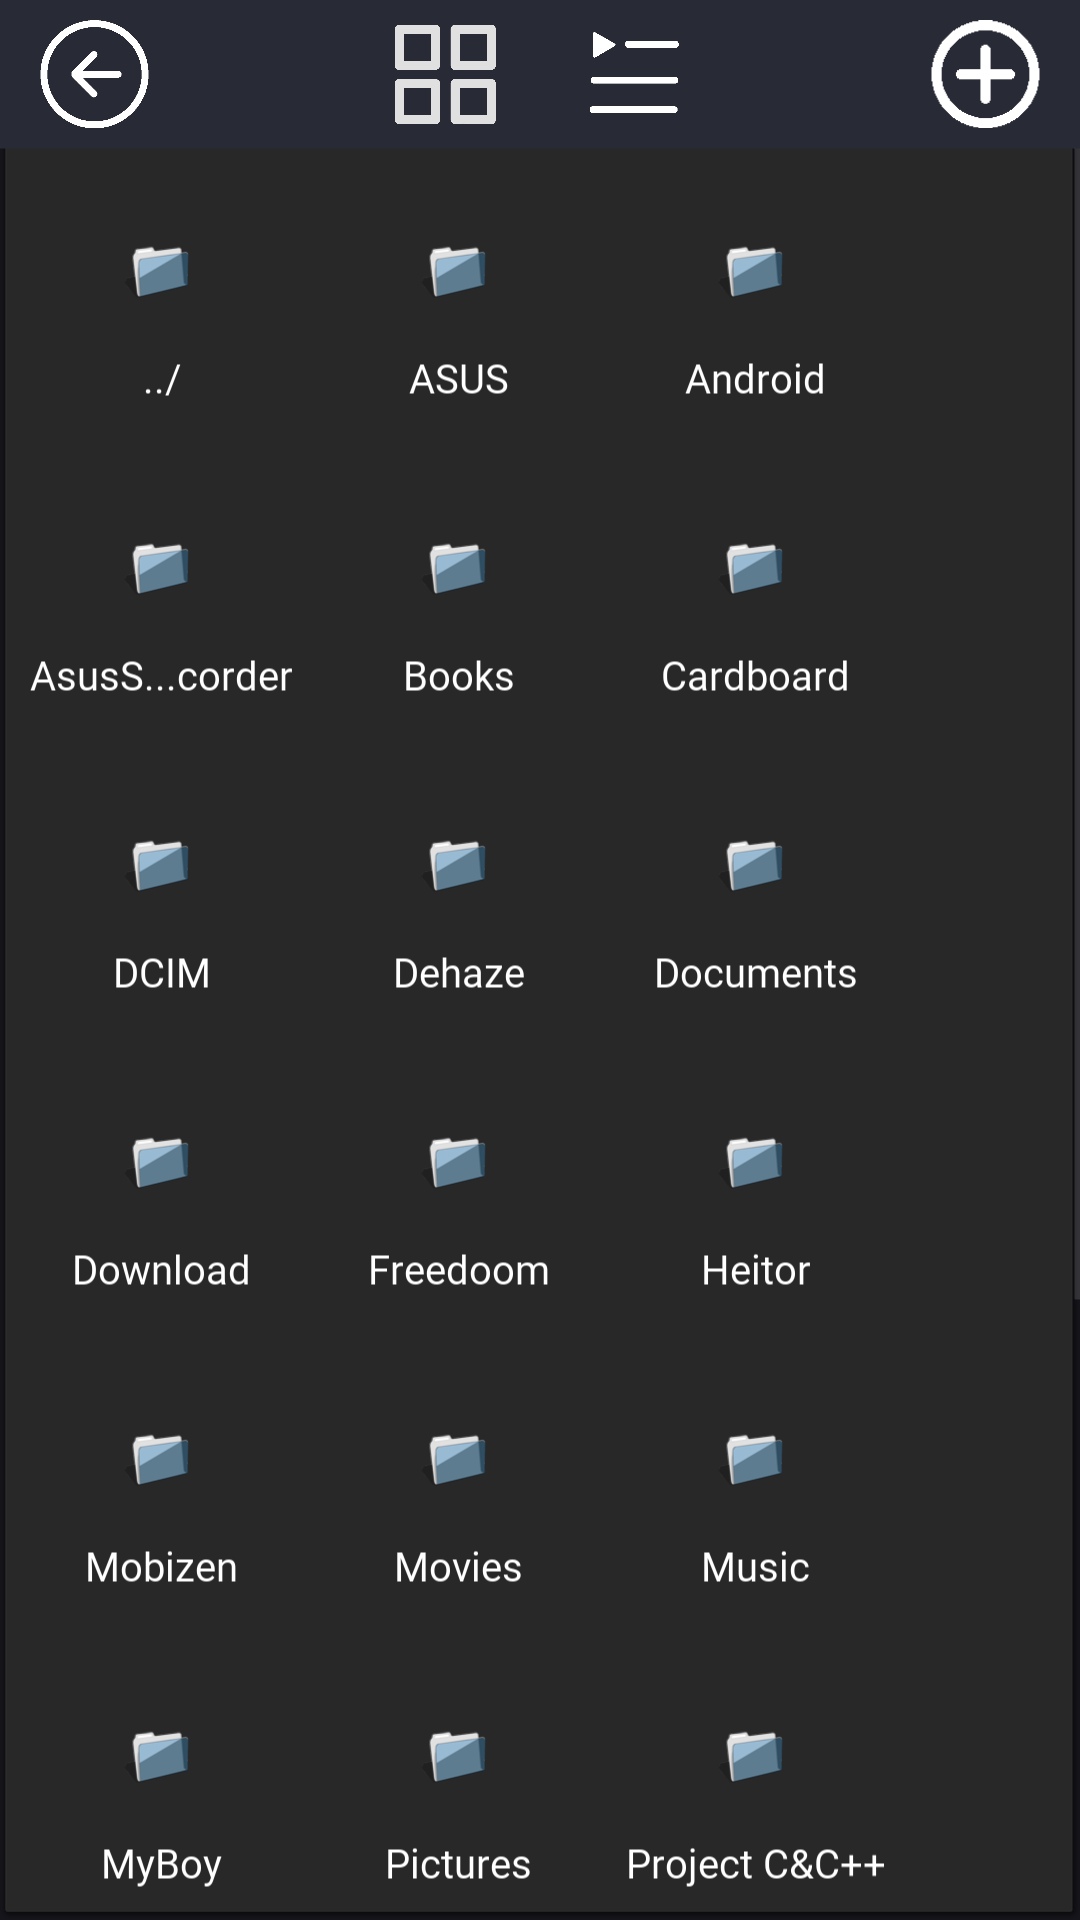 ../ ASUS Android
AsusS...corder Books Cardboard
DCIM Dehaze Documents
Download Freedoom Heitor
Mobizen Movies Music
MyBoy Pictures Project C&C++